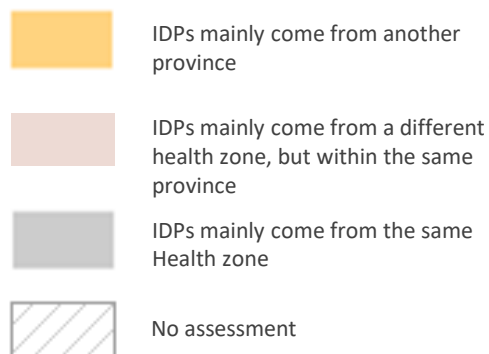 IDPs mainly come from another
province
IDPs mainly come from a different
health zone, but within the same
province
IDPs mainly come from the same
Health zone
No assessment